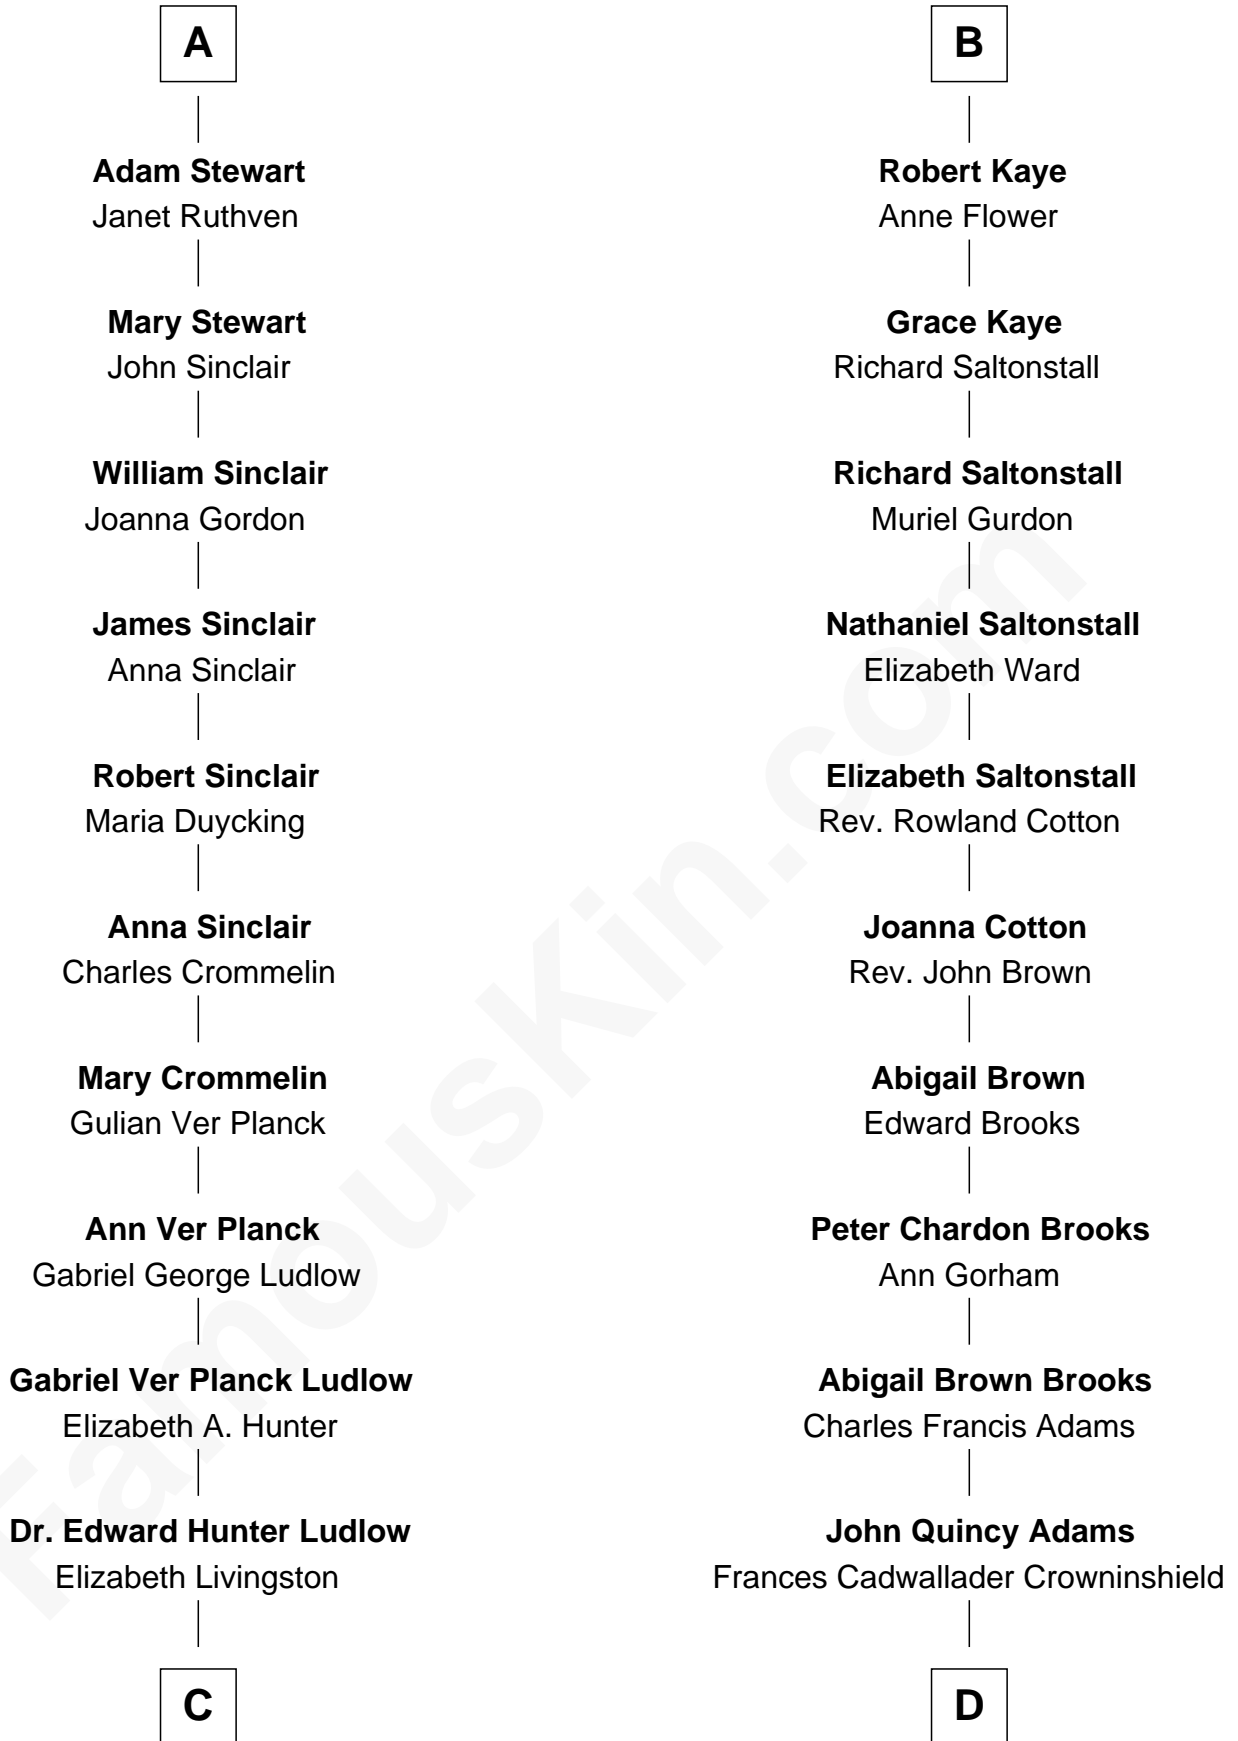 A
Adam Stewart
Janet Ruthven
Mary Stewart
John Sinclair
William Sinclair
Joanna Gordon
James Sinclair
Anna Sinclair
Robert Sinclair
Maria Duycking
Anna Sinclair
Charles Crommelin
Mary Crommelin
Gulian Ver Planck
Ann Ver Planck
Gabriel George Ludlow
Gabriel Ver Planck Ludlow
Elizabeth A. Hunter
Dr. Edward Hunter Ludlow
Elizabeth Livingston
C
B
Robert Kaye
Anne Flower
Grace Kaye
Richard Saltonstall
Richard Saltonstall
Muriel Gurdon
Nathaniel Saltonstall
Elizabeth Ward
Elizabeth Saltonstall
Rev. Rowland Cotton
Joanna Cotton
Rev. John Brown
Abigail Brown
Edward Brooks
Peter Chardon Brooks
Ann Gorham
Abigail Brown Brooks
Charles Francis Adams
John Quincy Adams
Frances Cadwallader Crowninshield
D
FamousKin.com